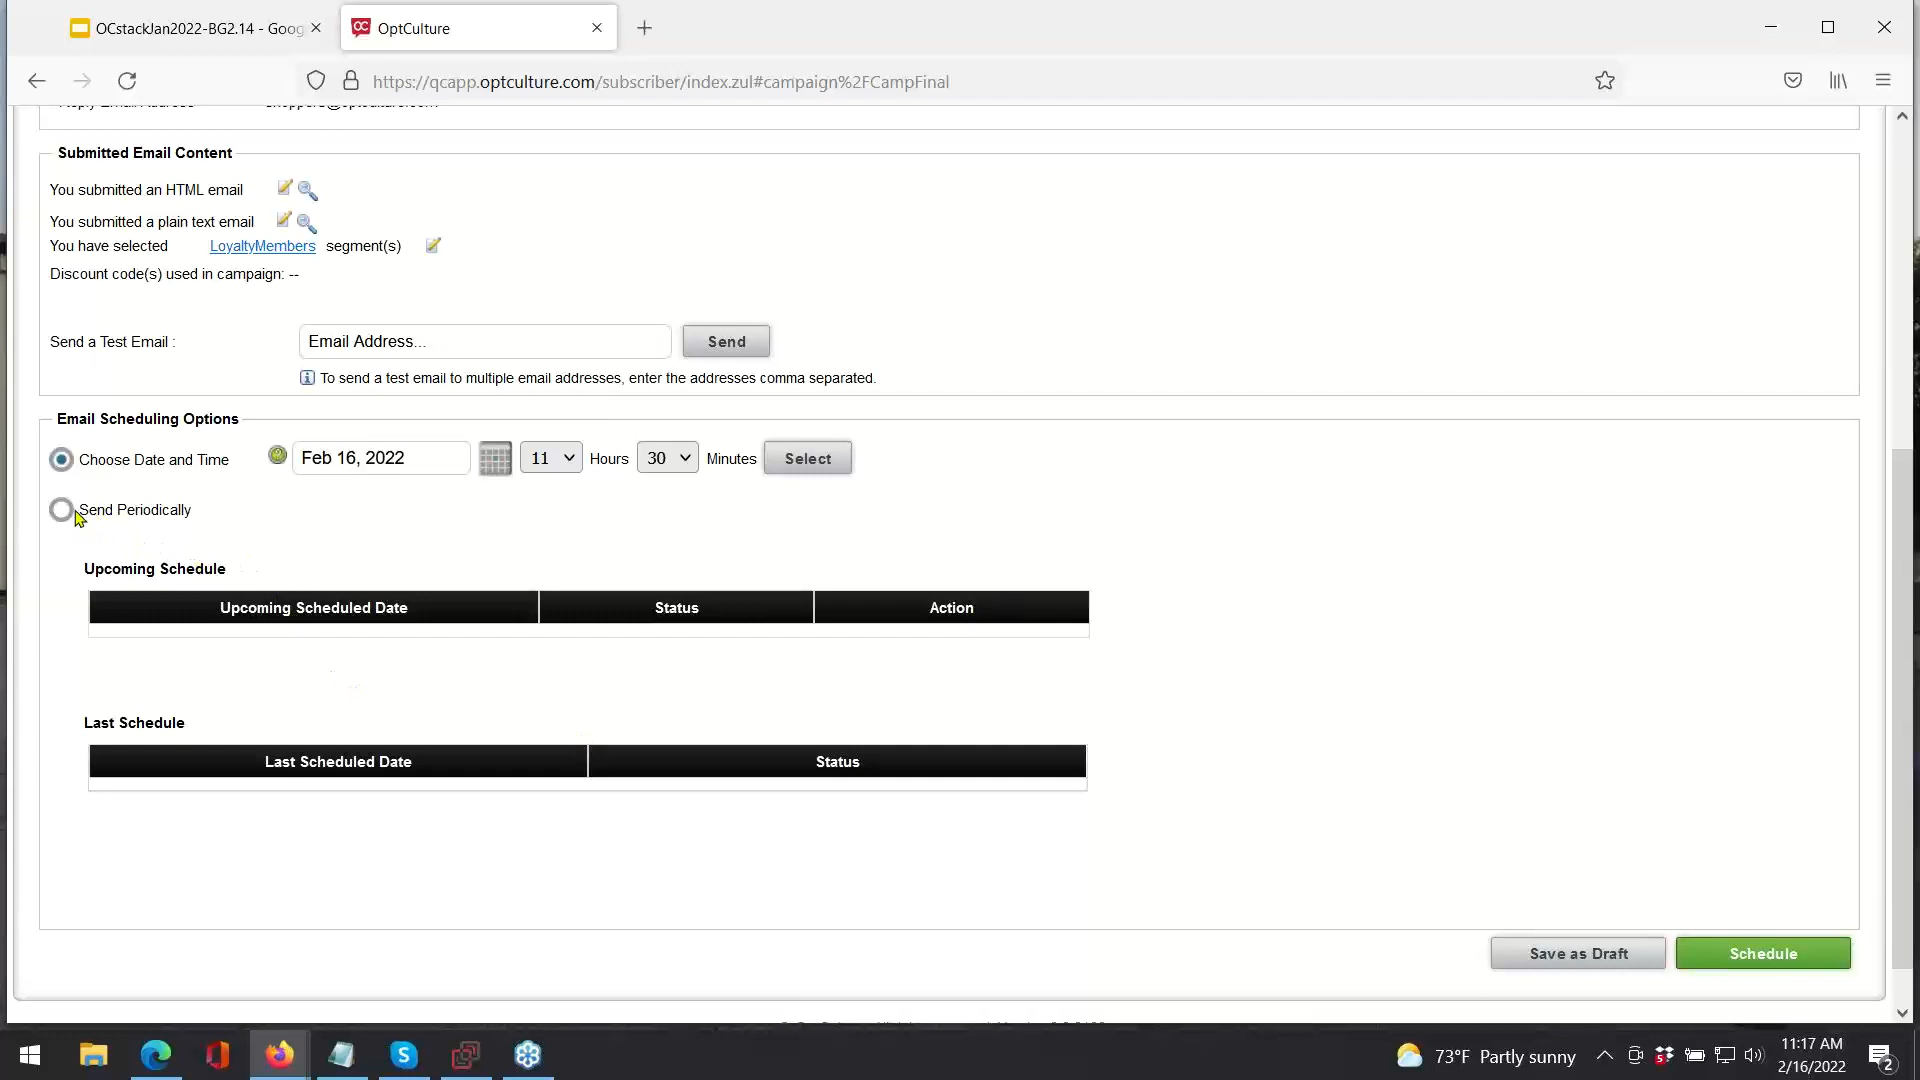 OCstackJan2022-BG2.14 - Goog
OptCulture
https://qcapp.optculture.com/subscriber/index.zul#campaign%2FCampFinal
Submitted Email Content
You submitted an HTML email
You submitted a plain text email
You have selected LoyaltyMembers segment(s)
Discount code(s) used in campaign: --
Send a Test Email : Email Address... Send
To send a test email to multiple email addresses, enter the addresses comma separated.
Email Scheduling Options
Choose Date and Time Feb 16, 2022 11 Hours 30 Minutes Select
Send Periodically
Upcoming Schedule
Upcoming Scheduled Date Status Action
Last Schedule
Last Scheduled Date Status
Save as Draft Schedule
73°F Partly sunny
11:17 AM
2/16/2022
2